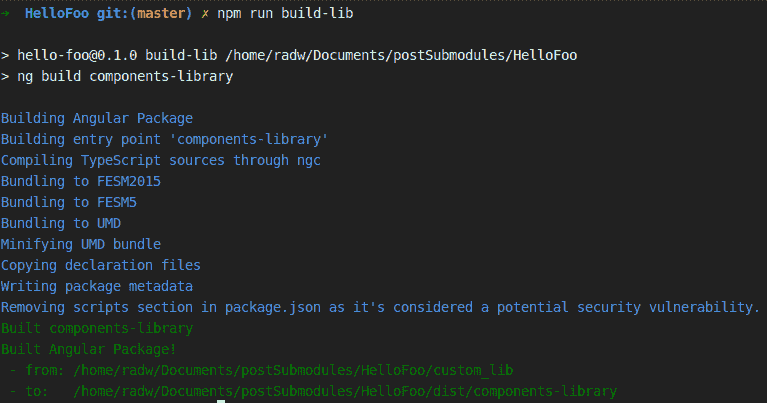 → HelloFoo git:(master) ✗ npm run build-lib
> hello-foo@0.1.0 build-lib /home/radw/Documents/postSubmodules/HelloFoo
> ng build components-library
Building Angular Package
Building entry point 'components-library'
Compiling TypeScript sources through ngc
Bundling to FESM2015
Bundling to FESM5
Bundling to UMD
Minifying UMD bundle
Copying declaration files
Writing package metadata
Removing scripts section in package.json as it's considered a potential security vulnerability.
Built components-library
Built Angular Package!
- from: /home/radw/Documents/postSubmodules/HelloFoo/custom_lib
- to: /home/radw/Documents/postSubmodules/HelloFoo/dist/components-library